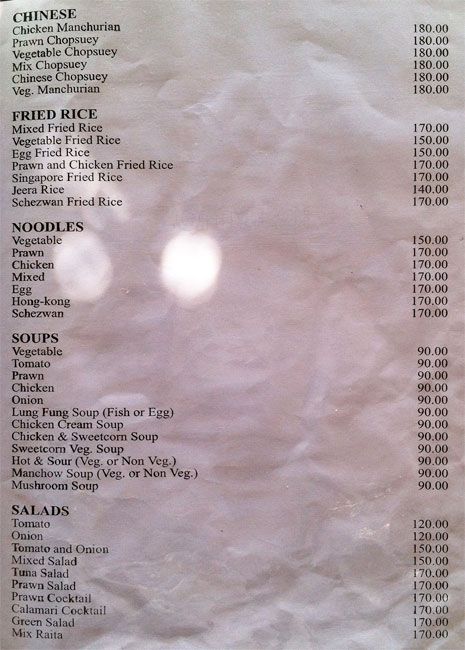 CHINESE
Chicken Manchurian 180.00
Prawn Chopsuey 180.00
Vegetable Chopsuey 180.00
Mix Chopsuey 180.00
Chinese Chopsuey 180.00
Veg. Manchurian 180.00
FRIED RICE
Mixed Fried Rice 170.00
Vegetable Fried Rice 150.00
Egg Fried Rice 150.00
Prawn and Chicken Fried Rice 170.00
Singapore Fried Rice 170.00
Jeera Rice 140.00
Schezwan Fried Rice 170.00
NOODLES
Vegetable 150.00
Prawn 170.00
Chicken 170.00
Mixed 170.00
Egg 170.00
Hong-kong 170.00
Schezwan 170.00
SOUPS
Vegetable 90.00
Tomato 90.00
Prawn 90.00
Chicken 90.00
Onion 90.00
Lung Fung Soup (Fish or Egg) 90.00
Chicken Cream Soup 90.00
Chicken & Sweetcorn Soup 90.00
Sweetcorn Veg. Soup 90.00
Hot & Sour (Veg. or Non Veg.) 90.00
Manchow Soup (Veg. or Non Veg.) 90.00
Mushroom Soup 90.00
SALADS
Tomato 120.00
Onion 120.00
Tomato and Onion 150.00
Mixed Salad 150.00
Tuna Salad 170.00
Prawn Salad 170.00
Prawn Cocktail 170.00
Calamari Cocktail 170.00
Green Salad 170.00
Mix Raita 170.00